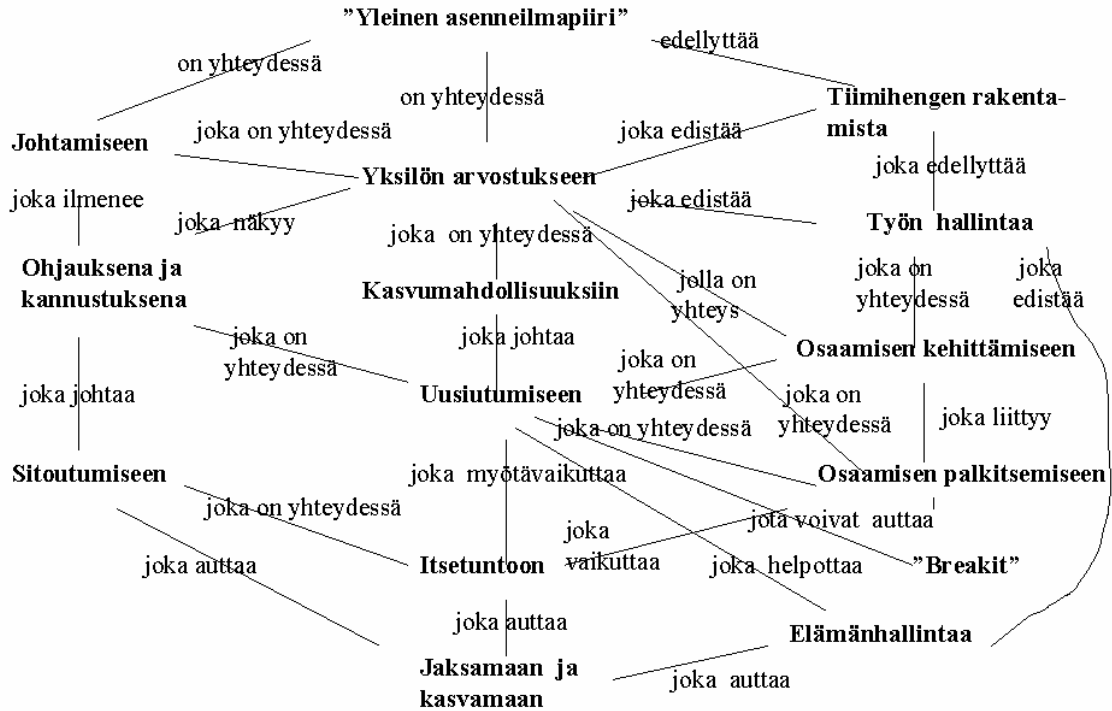 ”Yleinen asenneilmapiiri”
edellyttää
on yhteydessä
on yhteydessä
Tiimihengen rakenta-
mista
joka on yhteydessä
joka edistää
Johtamiseen
joka edellyttää
Yksilön arvostukseen
joka ilmenee
joka edistää
joka näkyy
Työn hallintaa
joka on yhteydessä
Ohjauksena ja
kannustuksena
joka on
yhteydessä
joka
edistää
jolla on
yhteys
Kasvumahdollisuuksiin
joka on
yhteydessä
joka johtaa
Osaamisen kehittämiseen
joka on
yhteydessä
joka johtaa
Uusiutumiseen
joka on
yhteydessä
joka liittyy
joka on yhteydessä
Sitoutumiseen
joka myötävaikuttaa
Osaamisen palkitsemiseen
joka on yhteydessä
jota voivat auttaa
joka
vaikuttaa
joka auttaa
Itsetuntoon
joka helpottaa
”Breakit”
joka auttaa
Elämänhallintaa
Jaksamaan ja
kasvamaan
joka auttaa